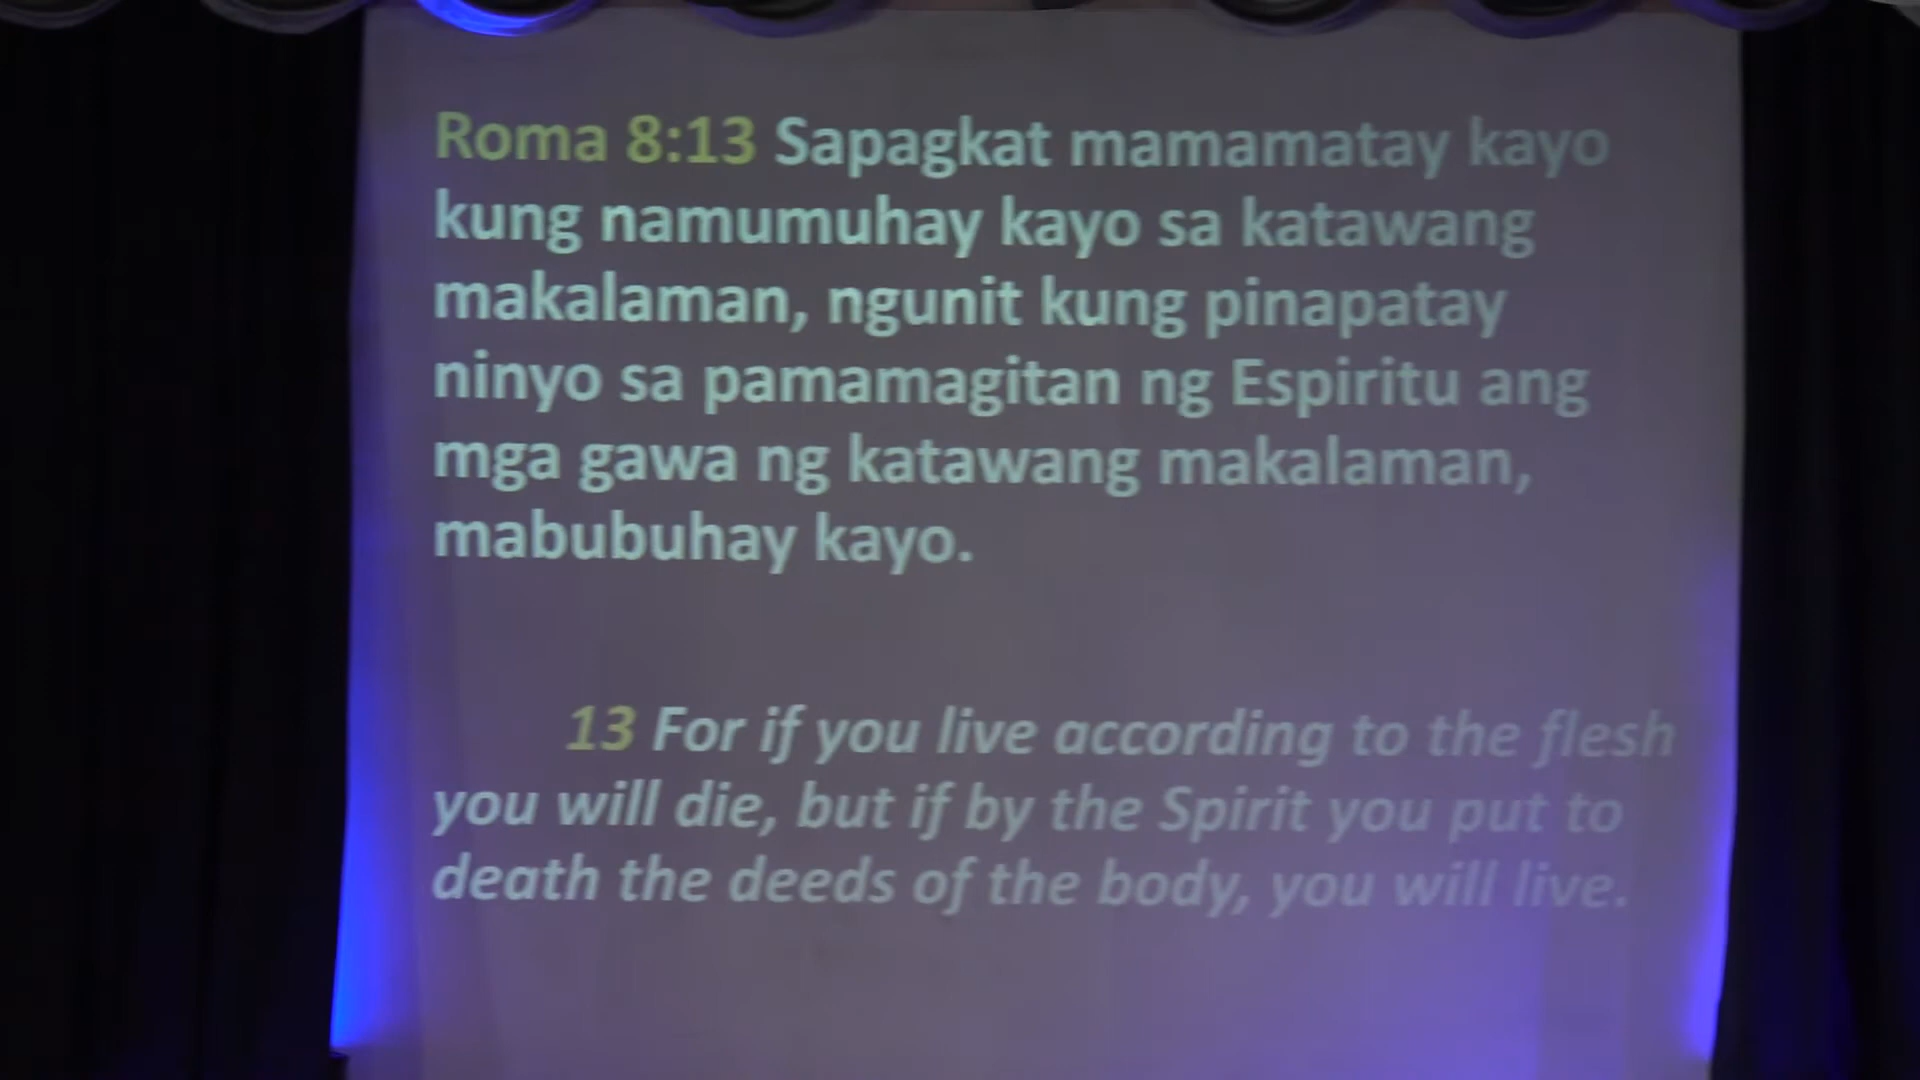 Roma 8:13 Sapagkat mamamatay kayo
kung namumuhay kayo sa katawang
makalaman, ngunit kung pinapatay
ninyo sa pamamagitan ng Espiritu ang
mga gawa ng katawang makalaman,
mabubuhay kayo.
13 For if you live according to the flesh
you will die, but if by the Spirit you put to
death the deeds of the body, you will live.